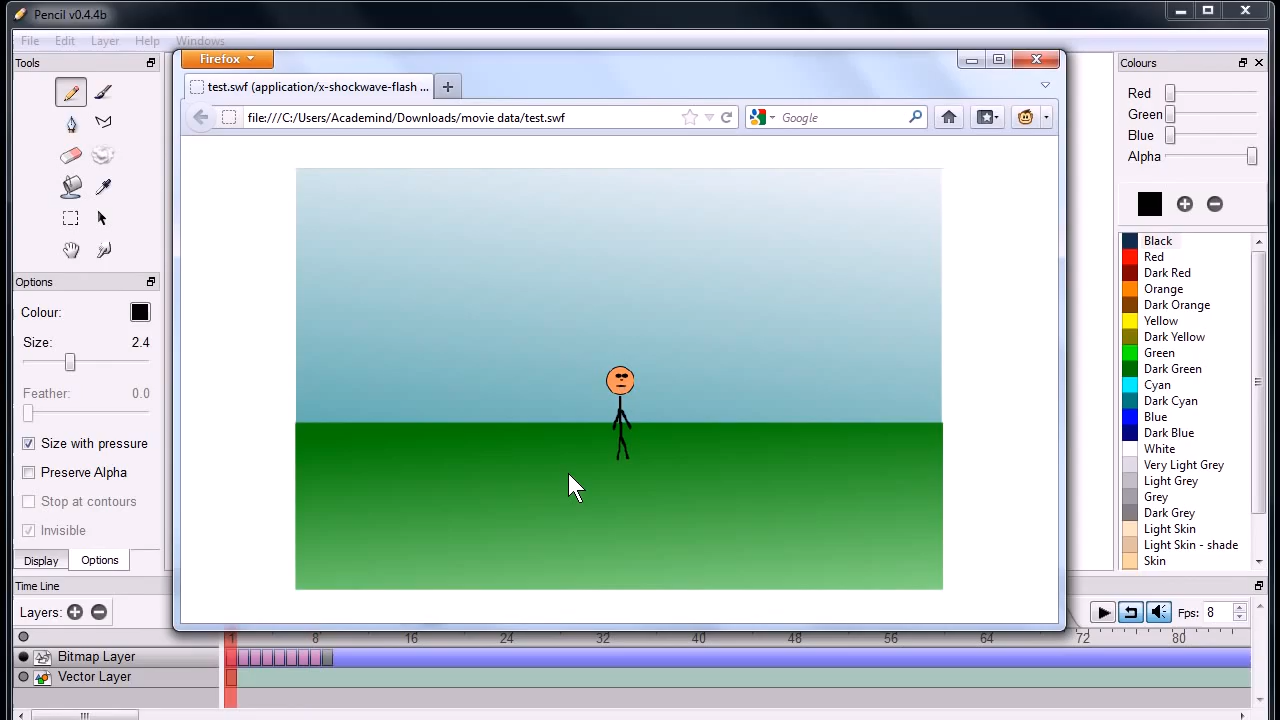 Pencil v0.4.4b
File Edit Layer Help Windows
Tools
Firefox
test.swf (application/x-shockwave-flash ...
file:///C:/Users/Academind/Downloads/movie data/test.swf
Google
Options
Colour:
Size: 2.4
Feather: 0.0
Size with pressure
Preserve Alpha
Stop at contours
Invisible
Display Options
Colours
Red
Green
Blue
Alpha
Black
Red
Dark Red
Orange
Dark Orange
Yellow
Dark Yellow
Green
Dark Green
Cyan
Dark Cyan
Blue
Dark Blue
White
Very Light Grey
Light Grey
Grey
Dark Grey
Light Skin
Light Skin - shade
Skin
Time Line
Layers:
Fps: 8
1 8 16 24 32 40 48 56 64 72 80
Bitmap Layer
Vector Layer